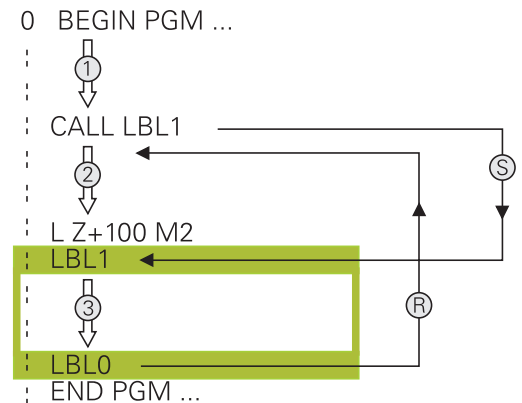 0 BEGIN PGM ...
1
CALL LBL1
S
2
L Z+100 M2
LBL1
3
R
LBL0
END PGM ...